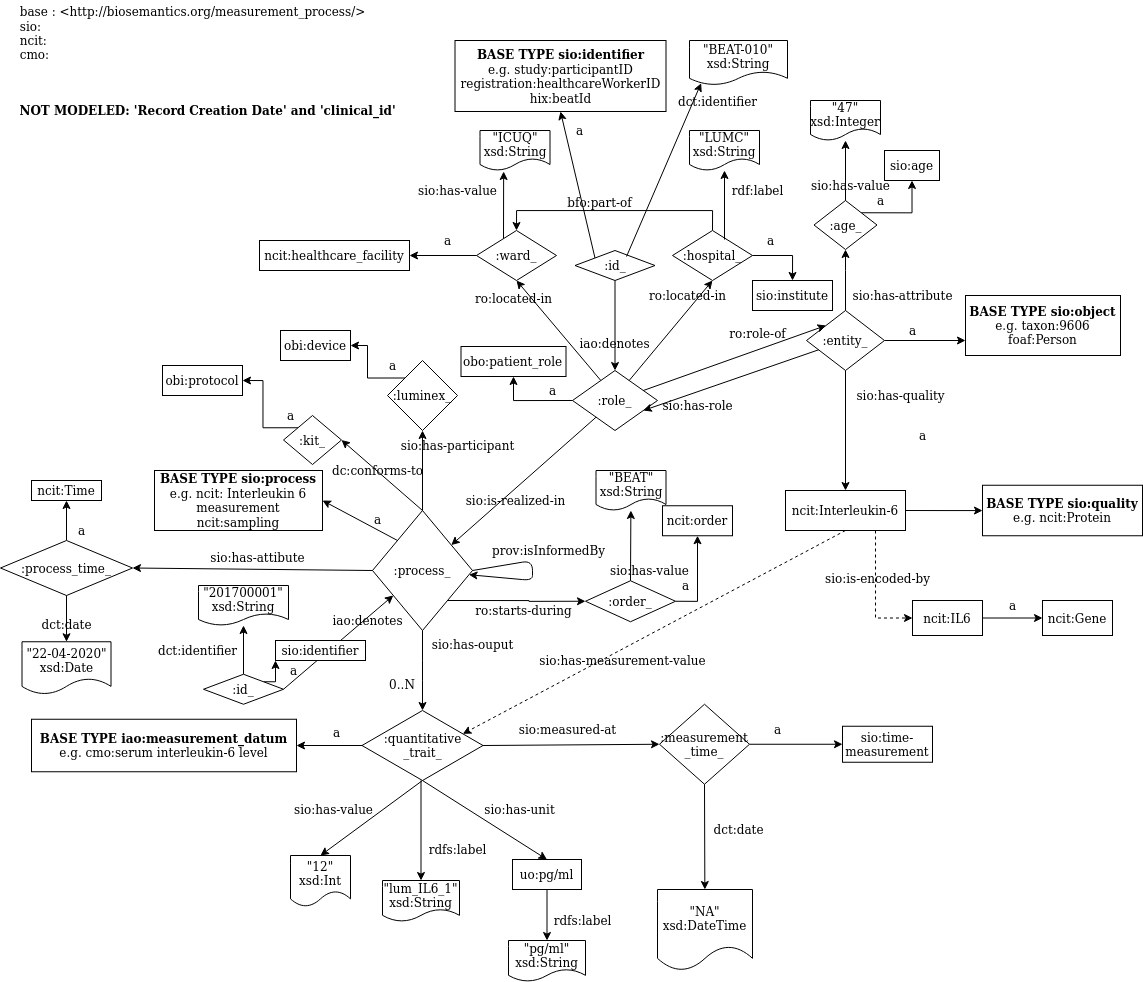 base : <http://biosemantics.org/measurement_process/>
sio:
ncit:
cmo:
NOT MODELED: 'Record Creation Date' and 'clinical_id'
BASE TYPE sio:identifier
e.g. study:participantID
registration:healthcareWorkerID
hix:beatId
"BEAT-010"
xsd:String
dct:identifier
a
"47"
xsd:Integer
"ICUQ"
xsd:String
"LUMC"
xsd:String
sio:age
sio:has-value
rdf:label
sio:has-value
a
bfo:part-of
ncit:healthcare_facility
a
:ward_
:id_
:hospital_
a
:age_
sio:institute
ro:located-in
ro:located-in
sio:has-attribute
BASE TYPE sio:object
e.g. taxon:9606
foaf:Person
obi:device
a
obo:patient_role
iao:denotes
ro:role-of
:entity_
a
obi:protocol
a
:luminex_
a
:role_
sio:has-role
sio:has-quality
a
:kit_
sio:has-participant
dc:conforms-to
BASE TYPE sio:process
e.g. ncit: Interleukin 6
measurement
ncit:sampling
a
sio:is-realized-in
"BEAT"
xsd:String
ncit:order
ncit:Interleukin-6
BASE TYPE sio:quality
e.g. ncit:Protein
ncit:Time
a
:process_time_
sio:has-attibute
:process_
prov:isInformedBy
sio:has-value
a
sio:is-encoded-by
"201700001"
xsd:String
ro:starts-during
:order_
ncit:IL6
a
ncit:Gene
dct:date
iao:denotes
"22-04-2020"
xsd:Date
dct:identifier
sio:identifier
a
:id_
sio:has-ouput
0..N
sio:has-measurement-value
BASE TYPE iao:measurement_datum
e.g. cmo:serum interleukin-6 level
a
:quantitative
_trait_
sio:measured-at
:measurement
_time_
a
sio:time-
measurement
sio:has-value
rdfs:label
sio:has-unit
dct:date
"12"
xsd:Int
"lum_IL6_1"
xsd:String
uo:pg/ml
rdfs:label
"pg/ml"
xsd:String
"NA"
xsd:DateTime